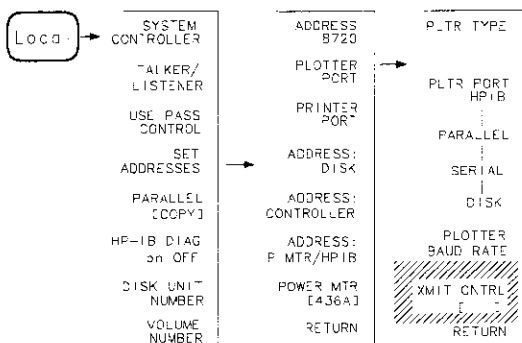 Local
SYSTEM
CONTROLLER
TALKER/
LISTENER
USE PASS
CONTROL
SET
ADDRESSES
PARALLEL
[COPY]
HP-IB DIAG
on OFF
DISK UNIT
NUMBER
VOLUME
NUMBER
ADDRESS
8720
PLOTTER
PORT
PRINTER
PORT
ADDRESS:
DISK
ADDRESS:
CONTROLLER
ADDRESS:
P MTR/HPIB
POWER MTR
[436A]
RETURN
PLTR TYPE
PLTR PORT
HPIB
PARALLEL
SERIAL
DISK
PLOTTER
BAUD RATE
XMIT CNTRL
[ ]
RETURN